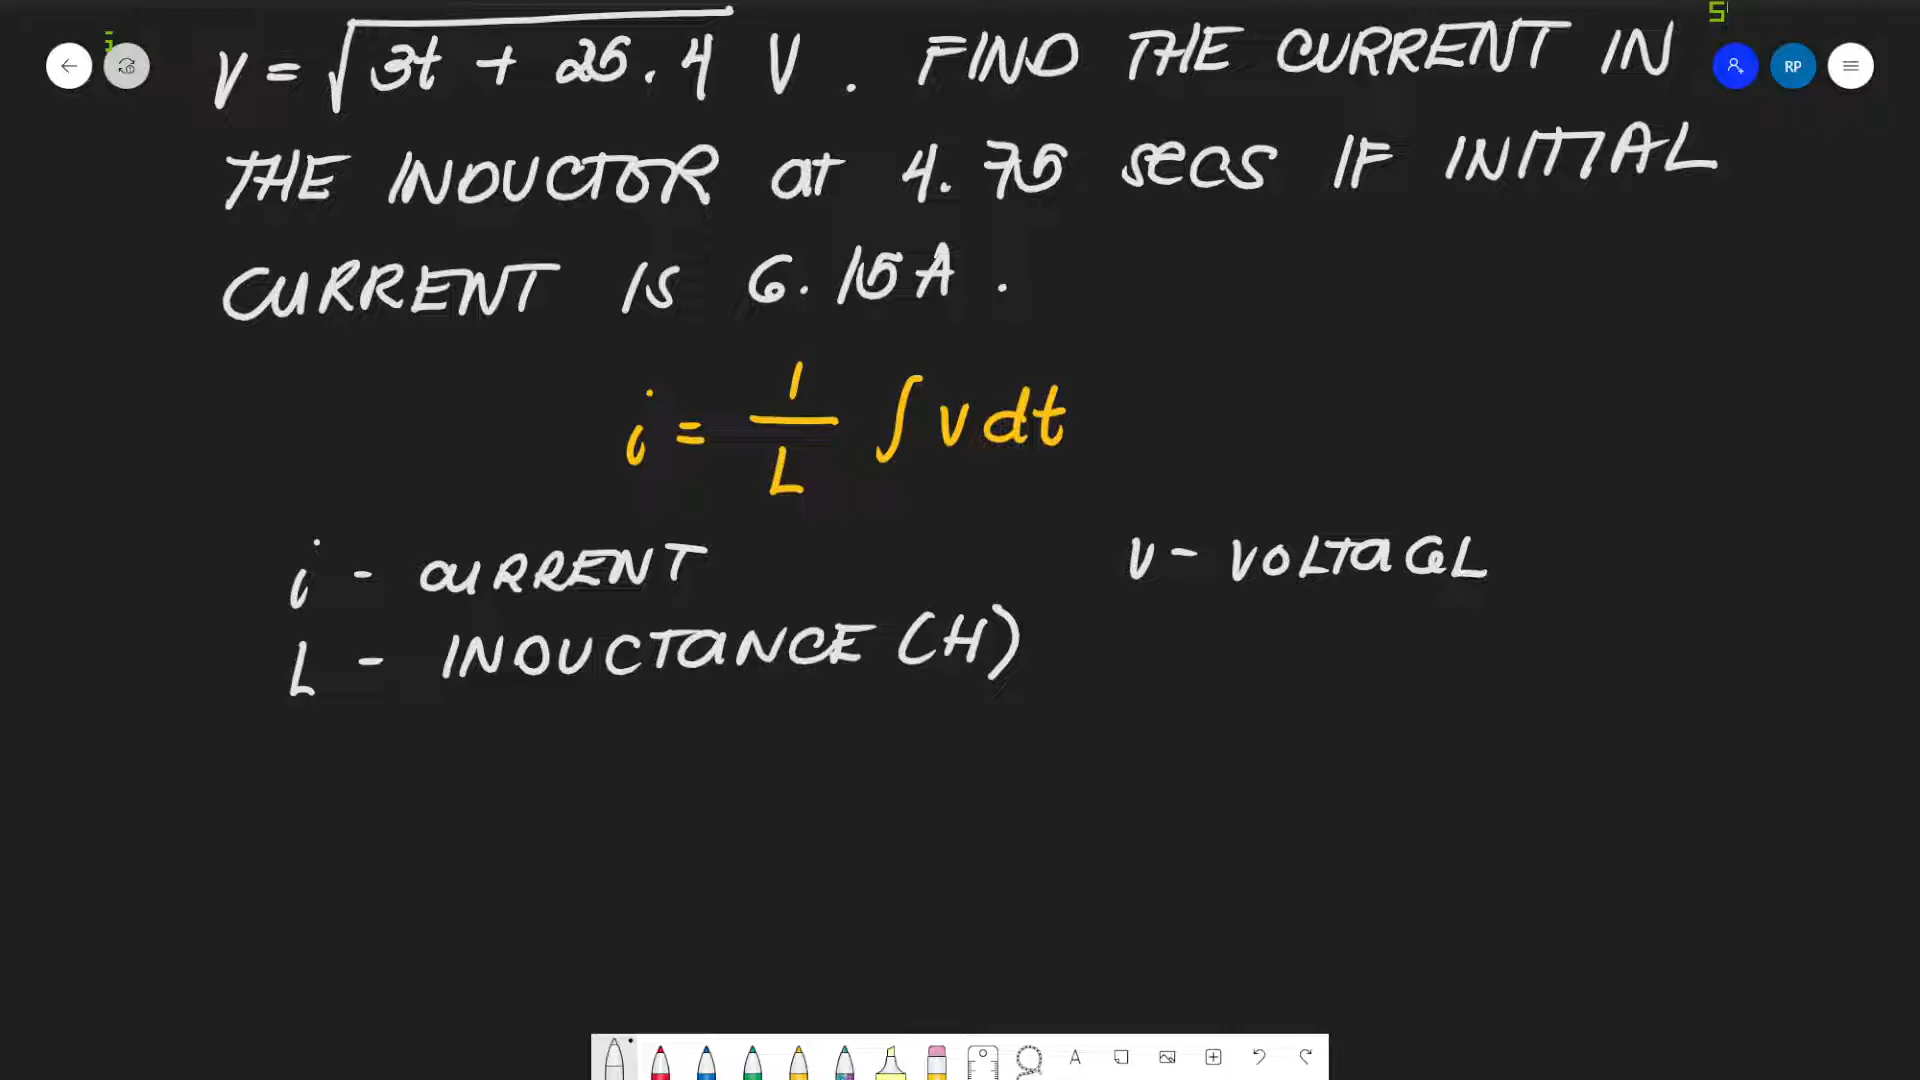 v = √3t + 25.4 V . FIND THE CURRENT IN
THE INDUCTOR at 4.75 secs IF INITIAL
CURRENT IS 6.15A .
i = 1/L ∫ v dt
i - CURRENT
v - VOLTAGE
L - INDUCTANCE (H)
RP
A